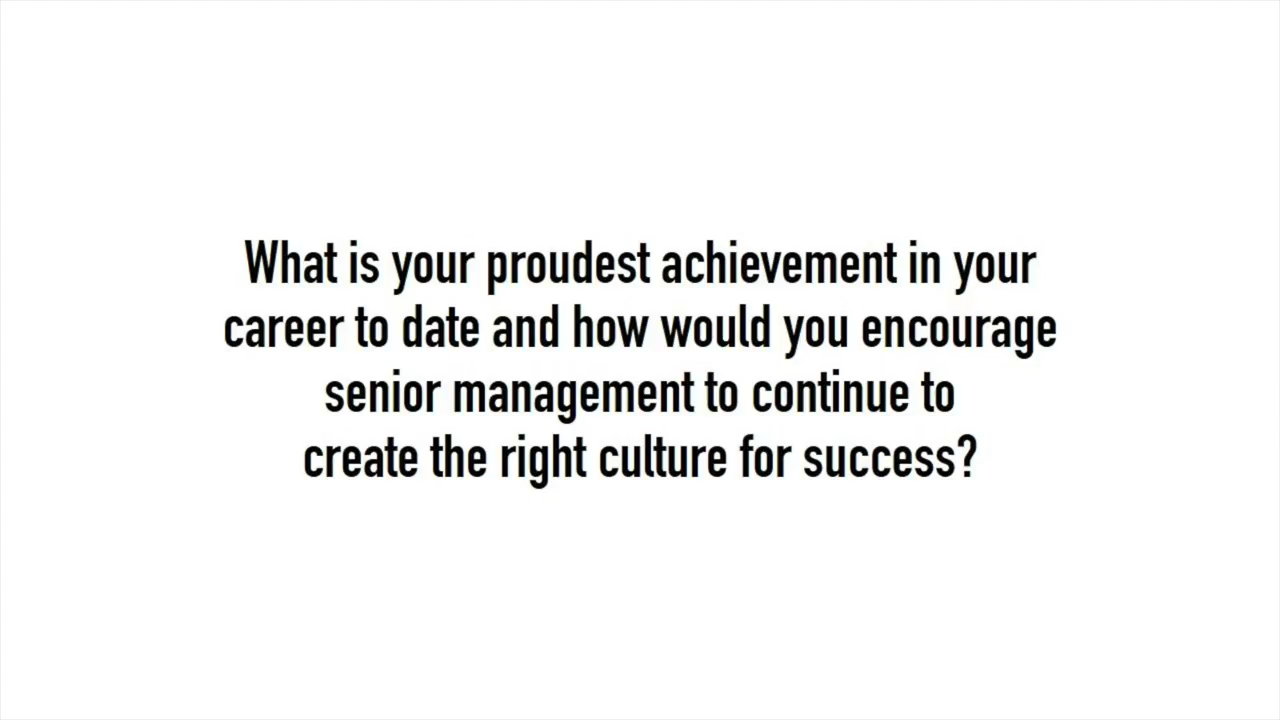 What is your proudest achievement in your
career to date and how would you encourage
senior management to continue to
create the right culture for success?